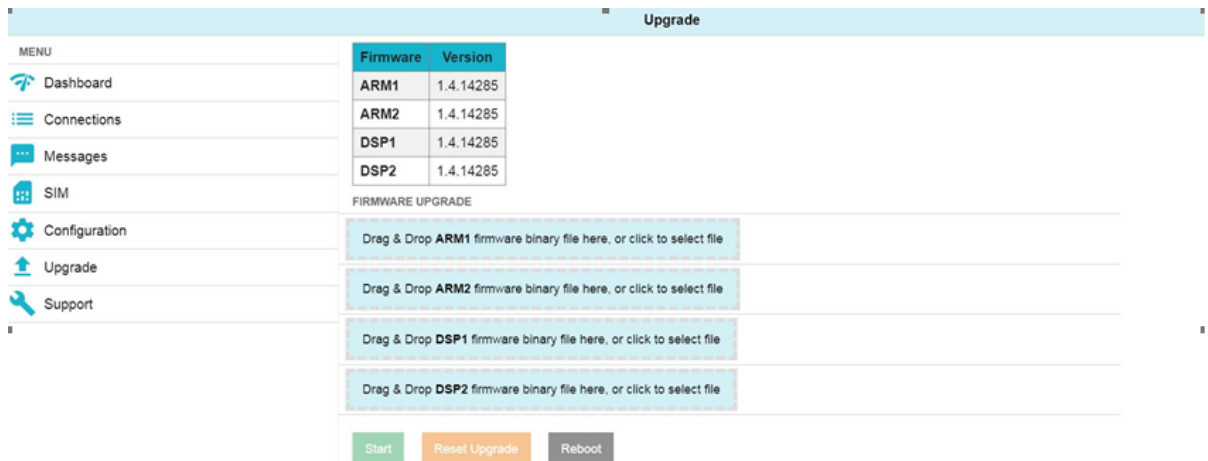 Upgrade
MENU
Dashboard
Connections
Messages
SIM
Configuration
Upgrade
Support
Firmware Version
ARM1 1.4.14285
ARM2 1.4.14285
DSP1 1.4.14285
DSP2 1.4.14285
FIRMWARE UPGRADE
Drag & Drop ARM1 firmware binary file here, or click to select file
Drag & Drop ARM2 firmware binary file here, or click to select file
Drag & Drop DSP1 firmware binary file here, or click to select file
Drag & Drop DSP2 firmware binary file here, or click to select file
Start Reset Upgrade Reboot